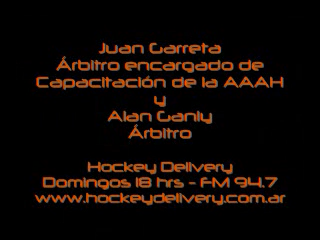 Juan Garreta
Árbitro encargado de
Capacitación de la AAAH
y
Alan Ganly
Árbitro
Hockey Delivery
Domingos 18 hrs - FM 94.7
www.hockeydelivery.com.ar